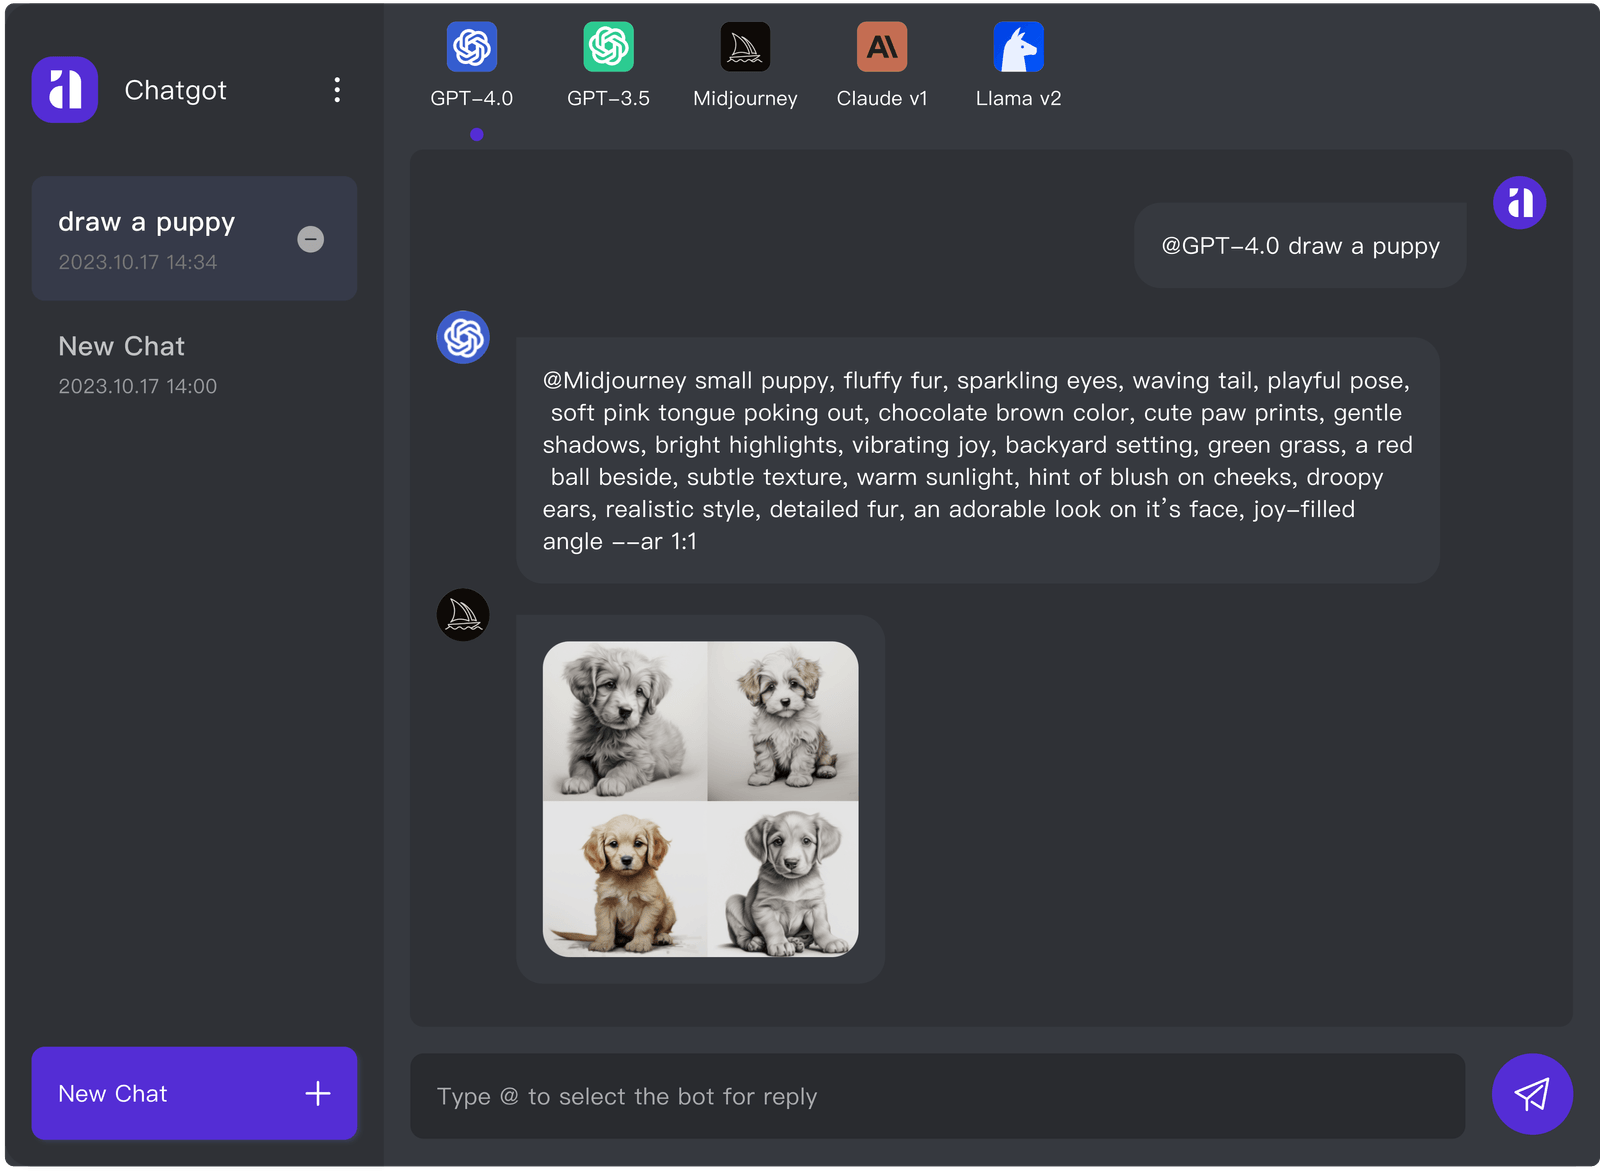 Chatgot
draw a puppy
2023.10.17 14:34
New Chat
2023.10.17 14:00
New Chat
GPT-4.0
GPT-3.5
Midjourney
Claude v1
Llama v2
@GPT-4.0 draw a puppy
@Midjourney small puppy, fluffy fur, sparkling eyes, waving tail, playful pose,
soft pink tongue poking out, chocolate brown color, cute paw prints, gentle
shadows, bright highlights, vibrating joy, backyard setting, green grass, a red
ball beside, subtle texture, warm sunlight, hint of blush on cheeks, droopy
ears, realistic style, detailed fur, an adorable look on it's face, joy-filled
angle --ar 1:1
Type @ to select the bot for reply